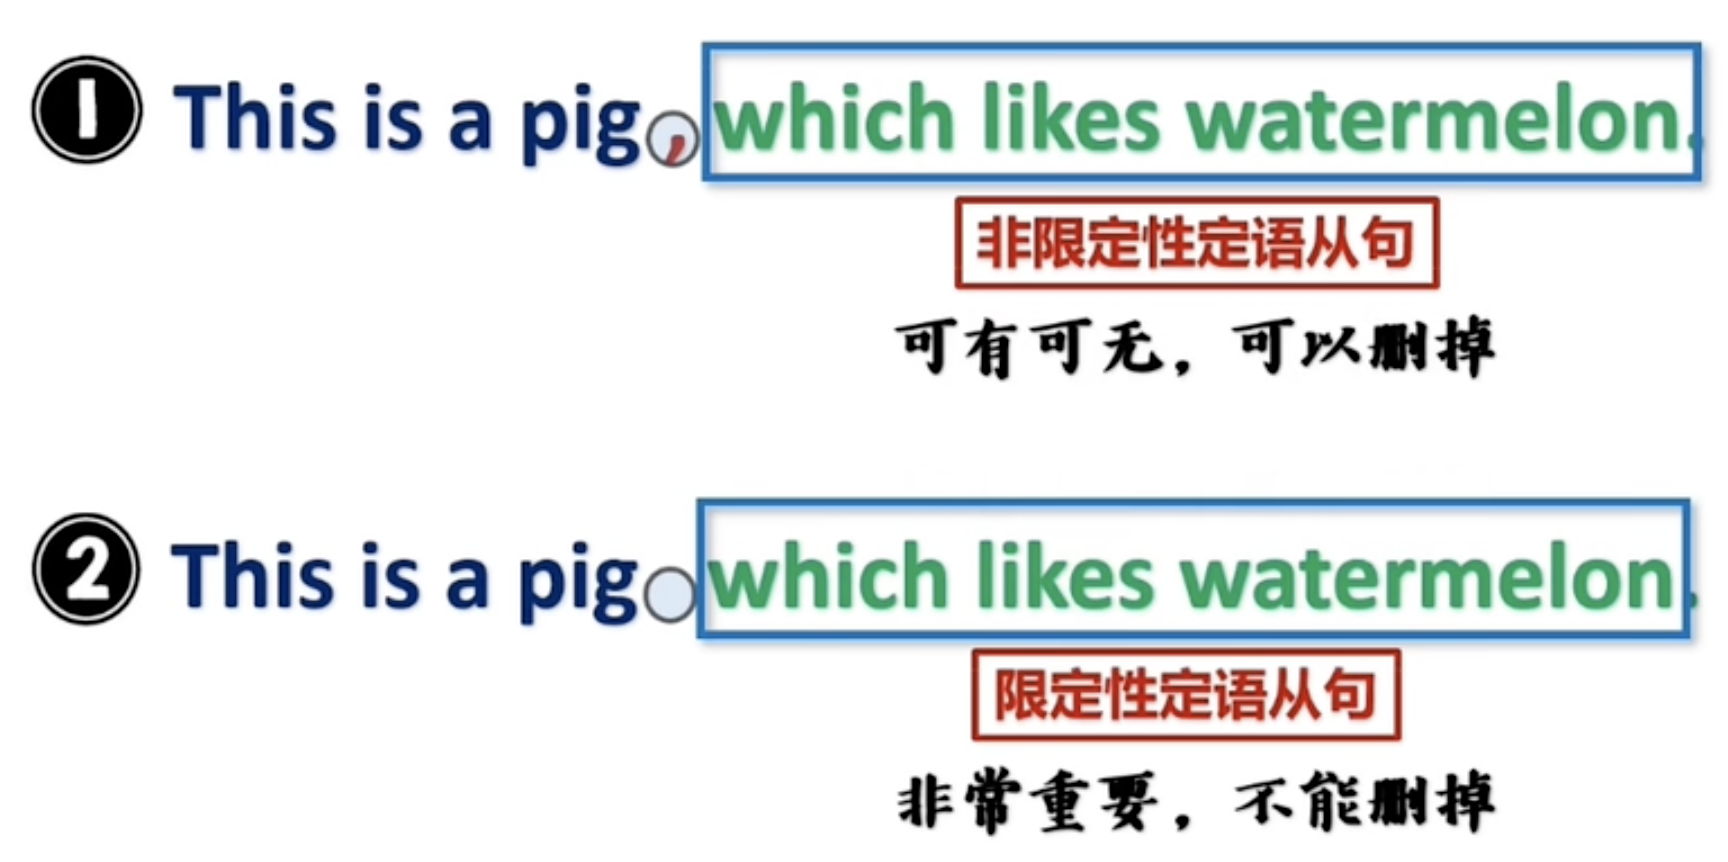 1 This is a pig, which likes watermelon.
非限定性定语从句
可有可无，可以删掉
2 This is a pig which likes watermelon.
限定性定语从句
非常重要，不能删掉